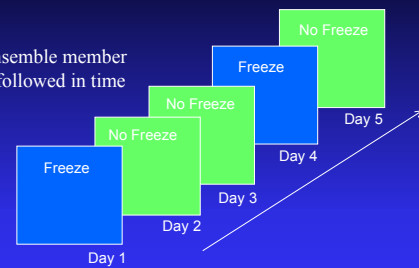 nsemble member
followed in time
No Freeze
Freeze
No Freeze
No Freeze
Freeze
Day 5
Day 4
Day 3
Day 2
Day 1